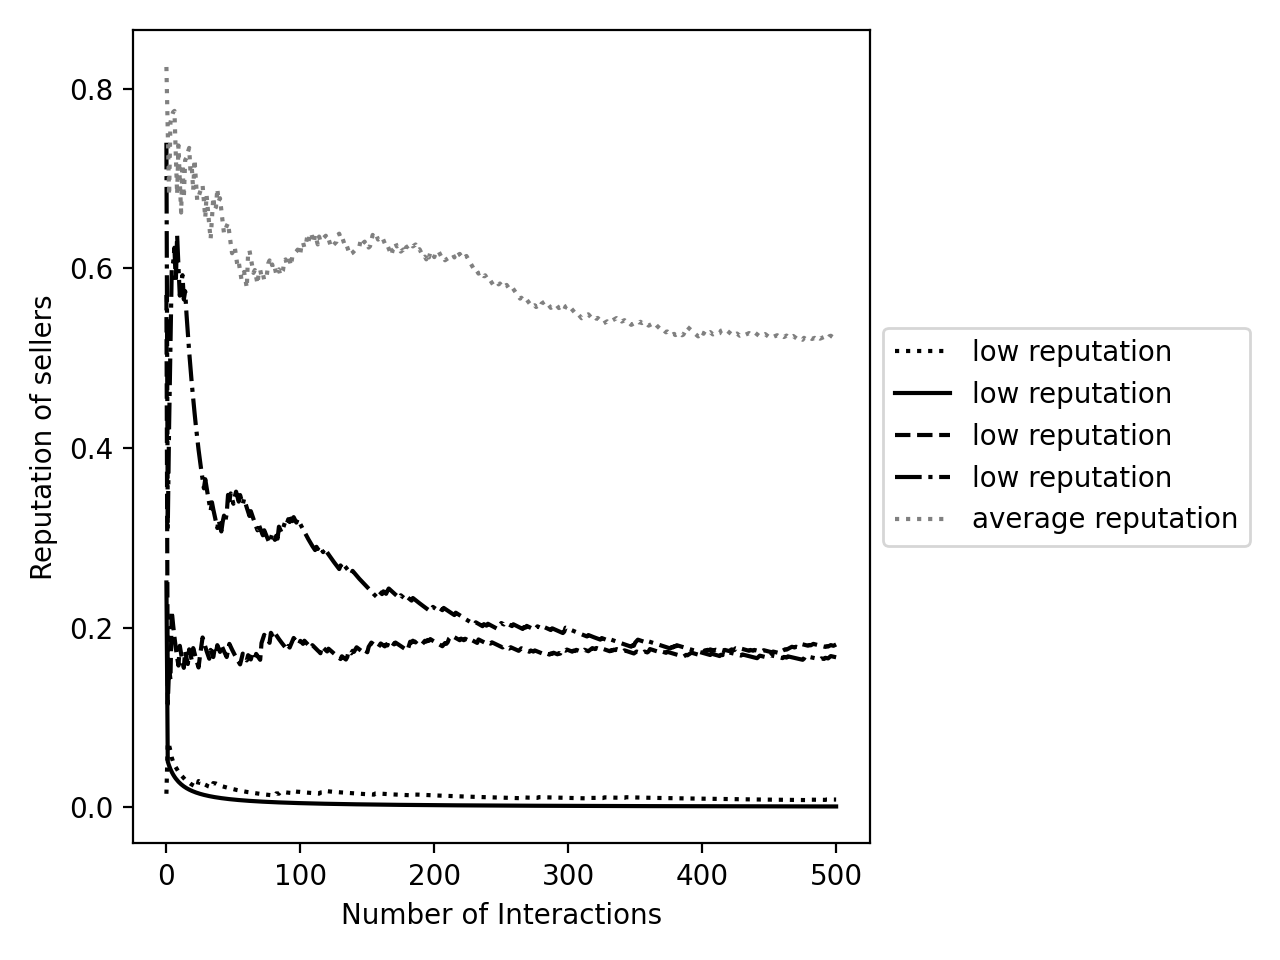 0.8
0.6
0.4
0.2
0.0
Reputation of sellers
0 100 200 300 400 500
Number of Interactions
low reputation
low reputation
low reputation
low reputation
average reputation